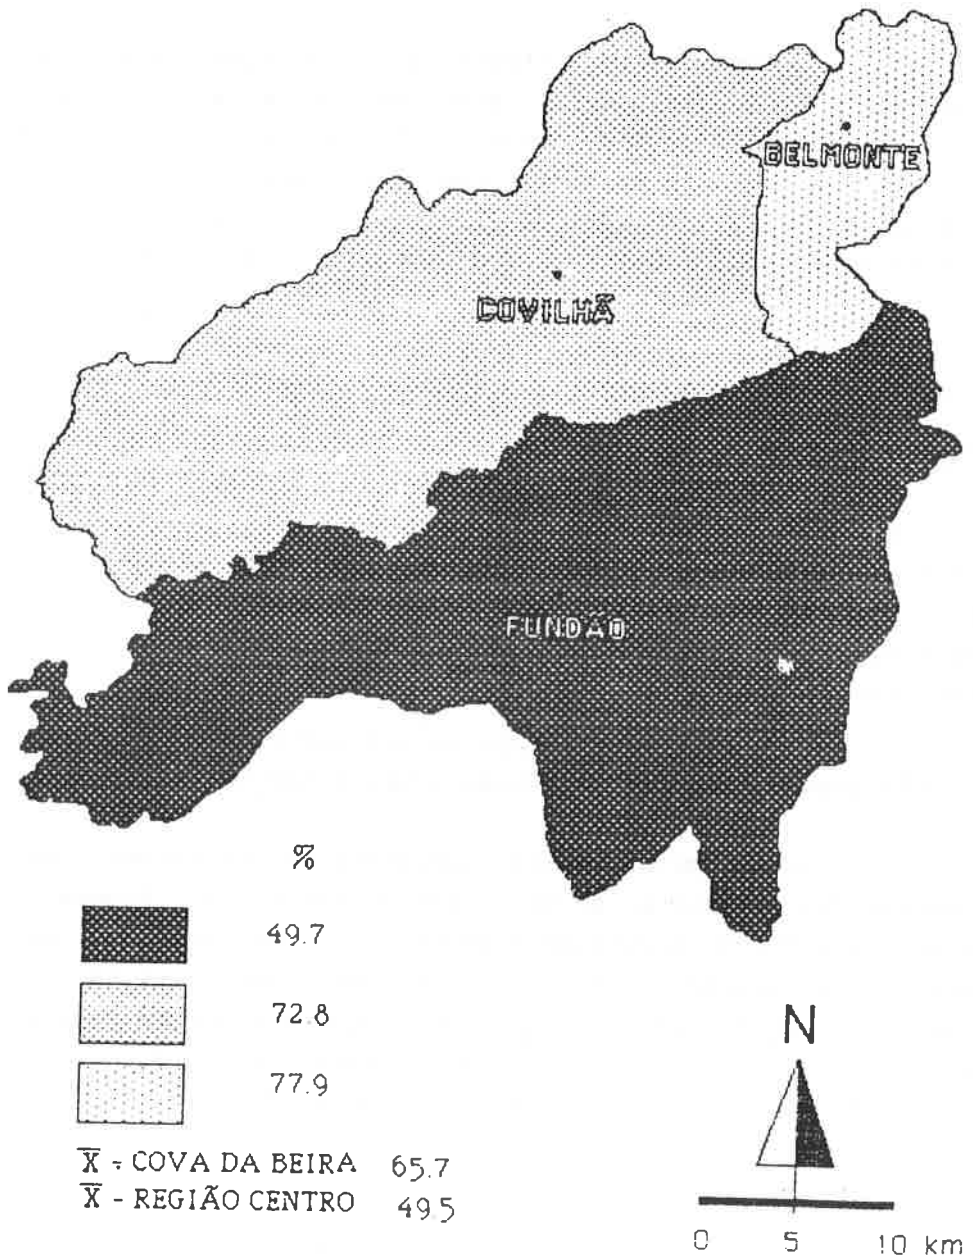 BELMONTE
COVILHÃ
FUNDÃO
%
49.7
72.8
77.9
X̅ - COVA DA BEIRA 65.7
X̅ - REGIÃO CENTRO 49.5
N
0 5 10 km